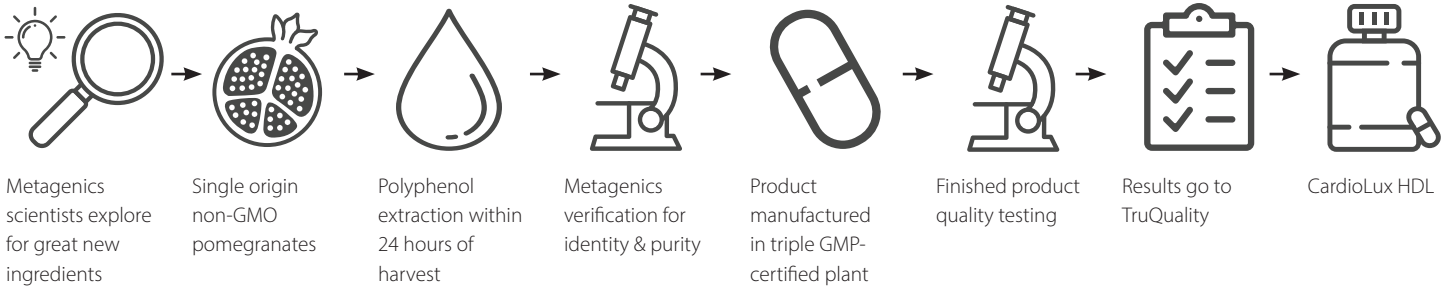 Metagenics
scientists explore
for great new
ingredients
Single origin
non-GMO
pomegranates
Polyphenol
extraction within
24 hours of
harvest
Metagenics
verification for
identity & purity
Product
manufactured
in triple GMP-
certified plant
Finished product
quality testing
Results go to
TruQuality
CardioLux HDL